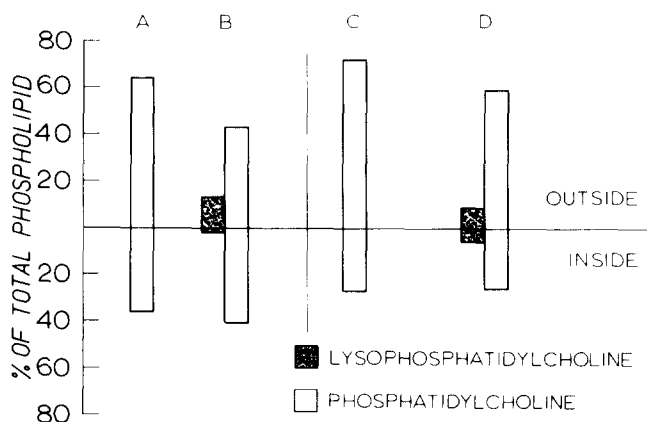 A B C D
80
60
40
20
20
40
60
80
% OF TOTAL PHOSPHOLIPID
OUTSIDE
INSIDE
LYSOPHOSPHATIDYLCHOLINE
PHOSPHATIDYLCHOLINE